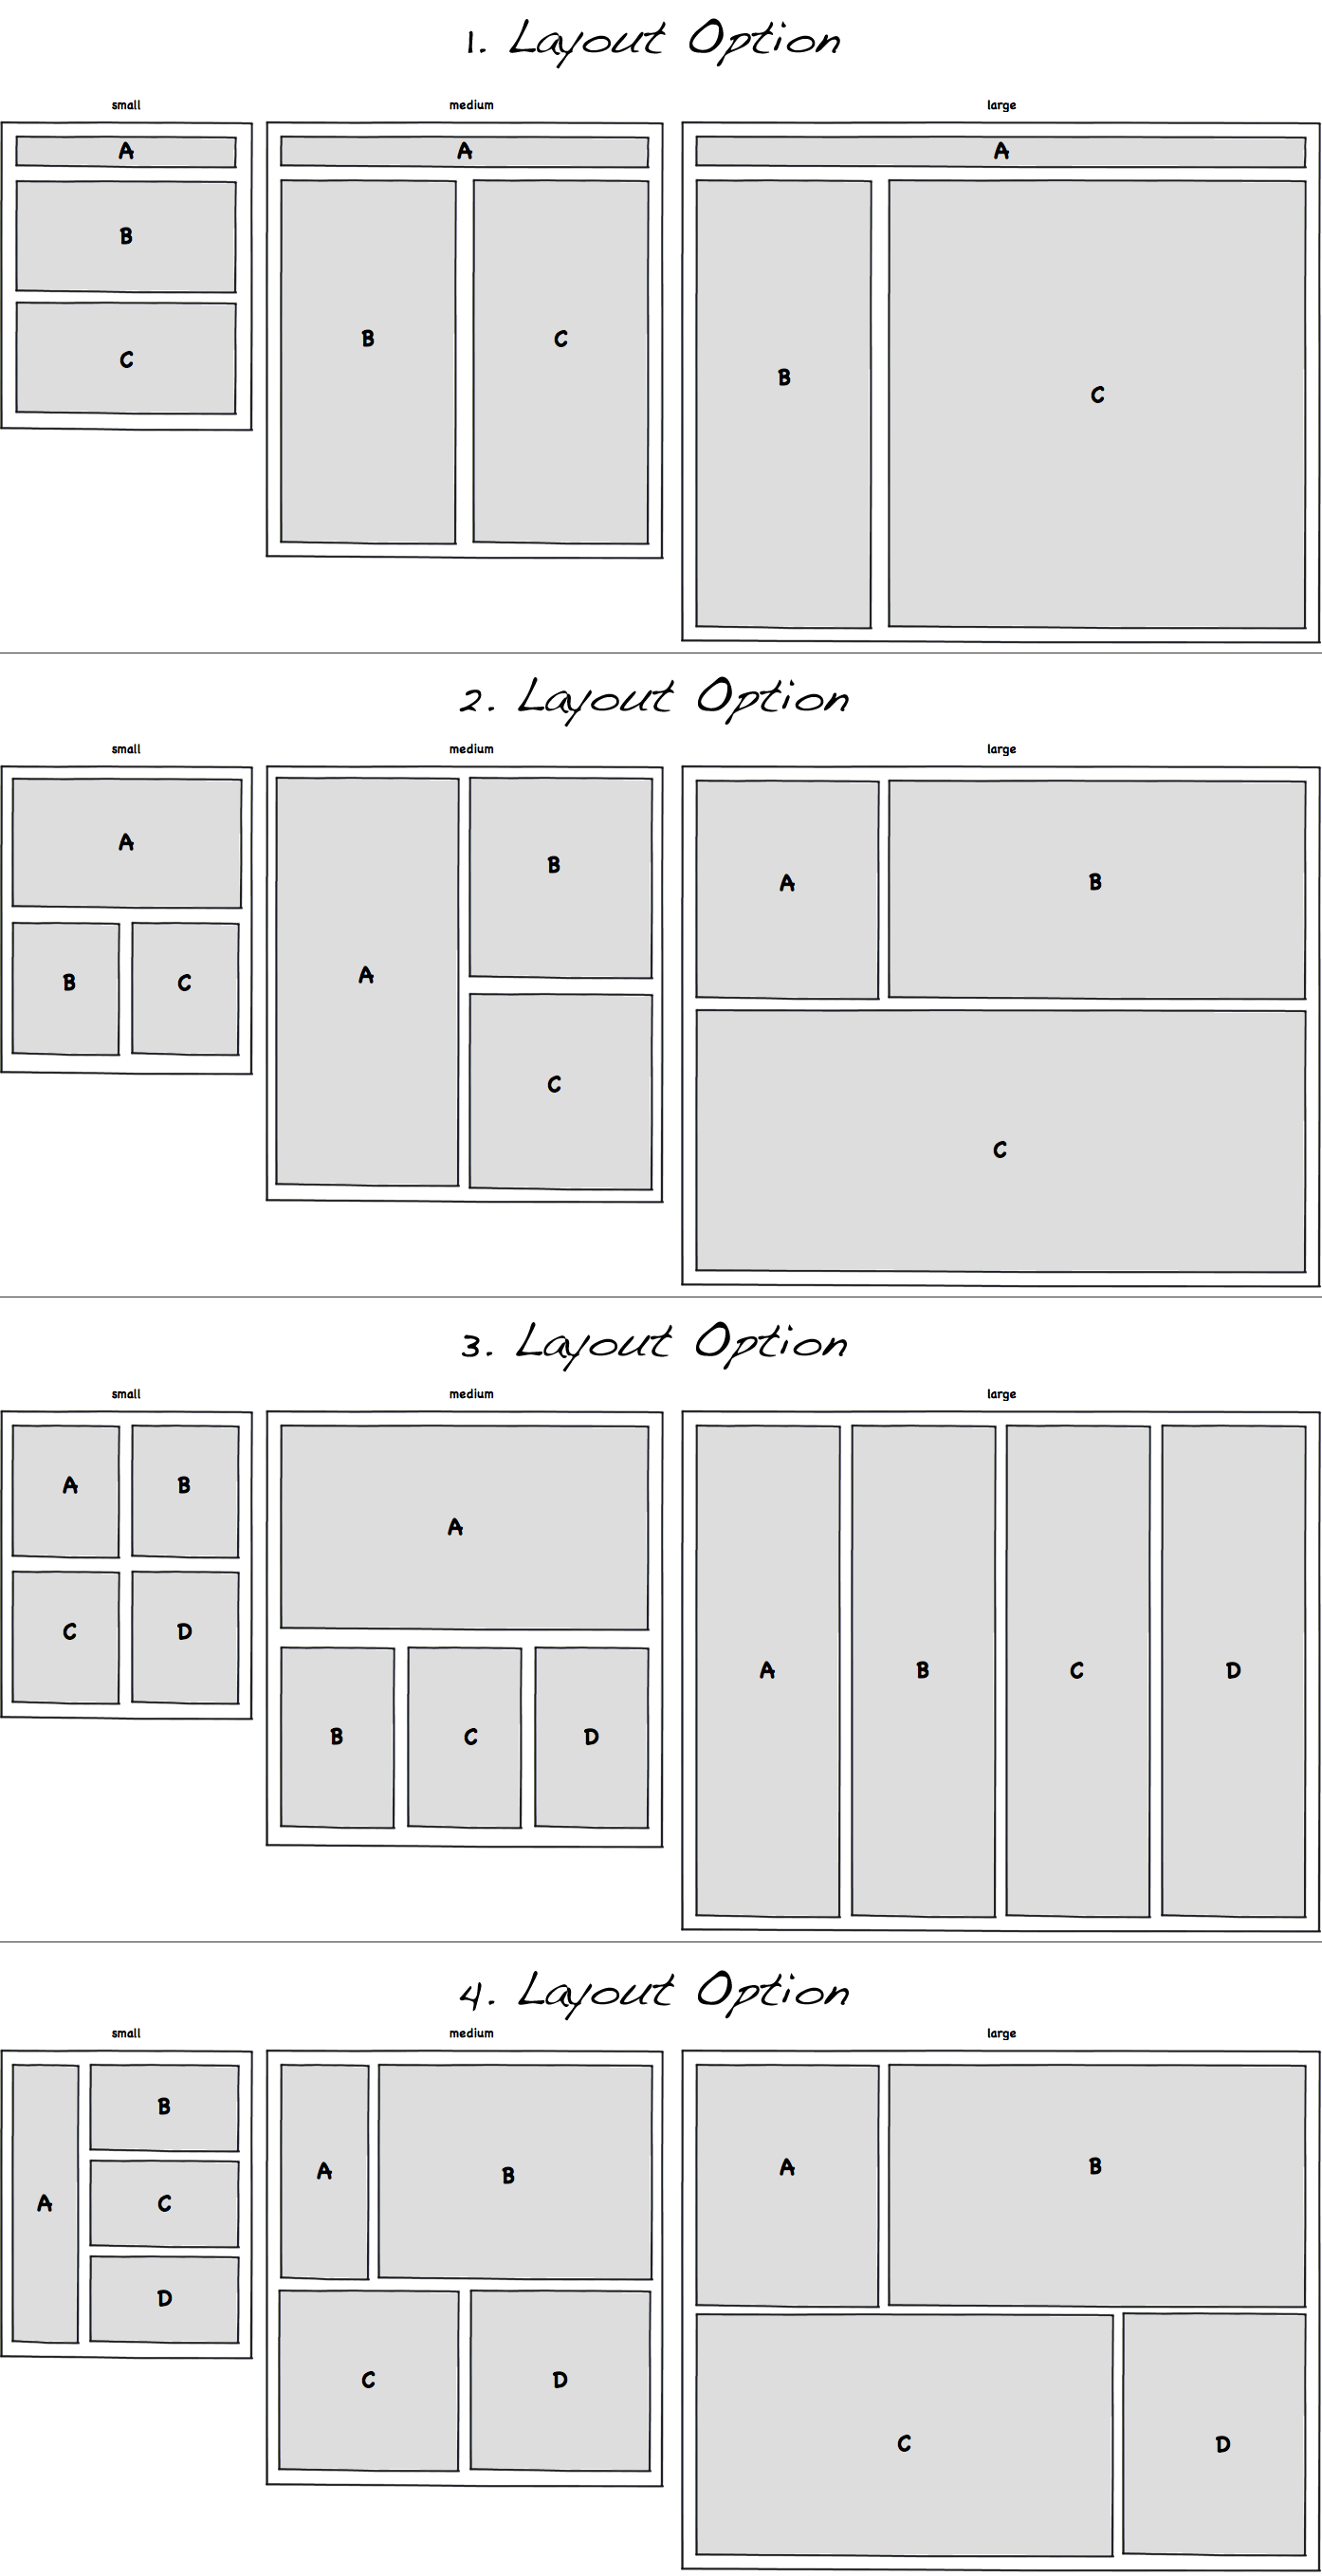 1. Layout Option
small medium large
A A A
B B C B C
C
2. Layout Option
small medium large
A A B A B
B C C C
3. Layout Option
small medium large
A B A A B C D
C D B C D
4. Layout Option
small medium large
A B A B A B
C
D C D C D